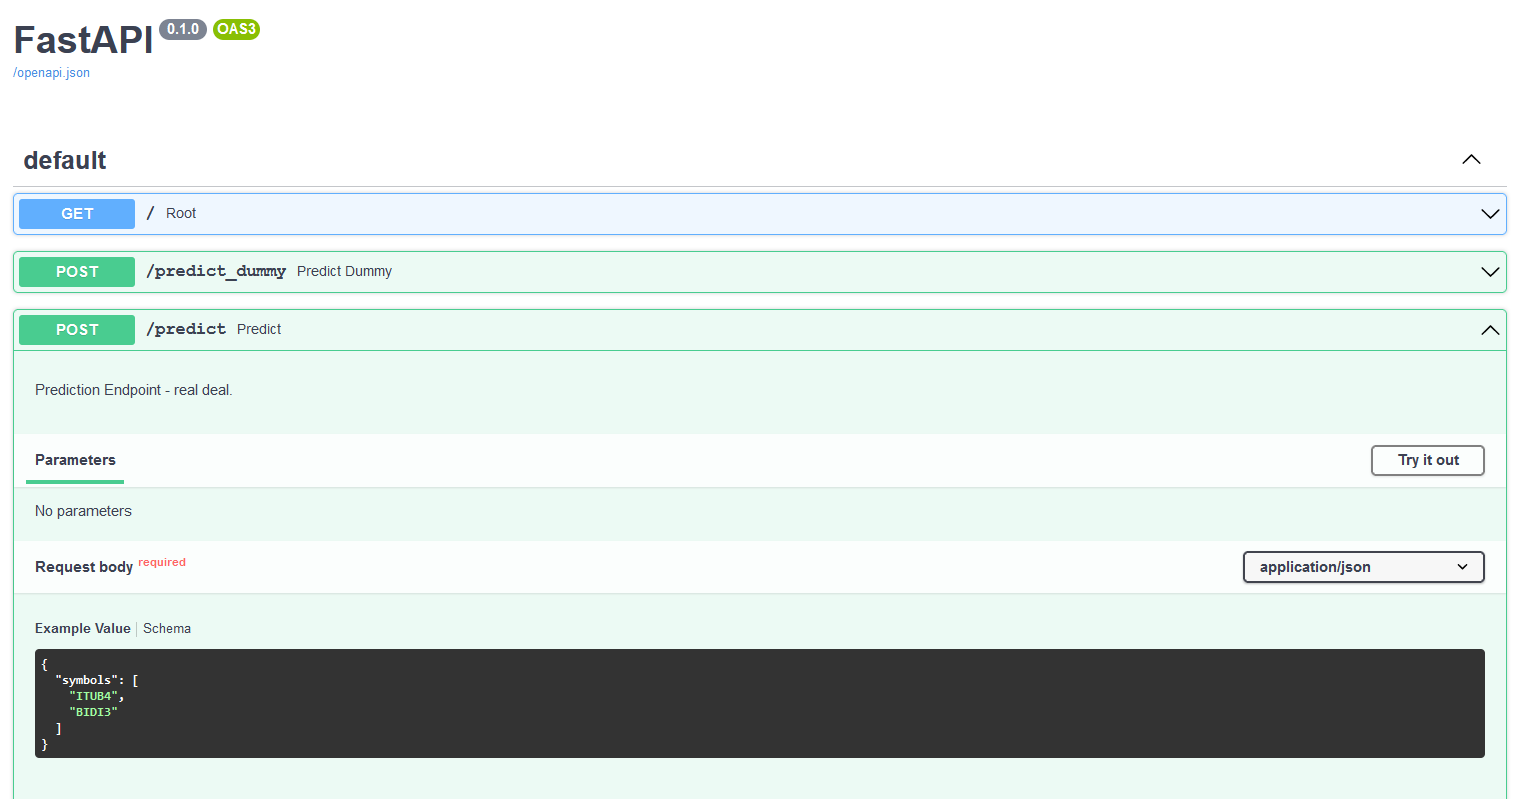 FastAPI 0.1.0 OAS3
/openapi.json
default
GET / Root
POST /predict_dummy Predict Dummy
POST /predict Predict
Prediction Endpoint - real deal.
Parameters Try it out
No parameters
Request body required application/json
Example Value Schema
{
  "symbols": [
    "ITUB4",
    "BIDI3"
  ]
}